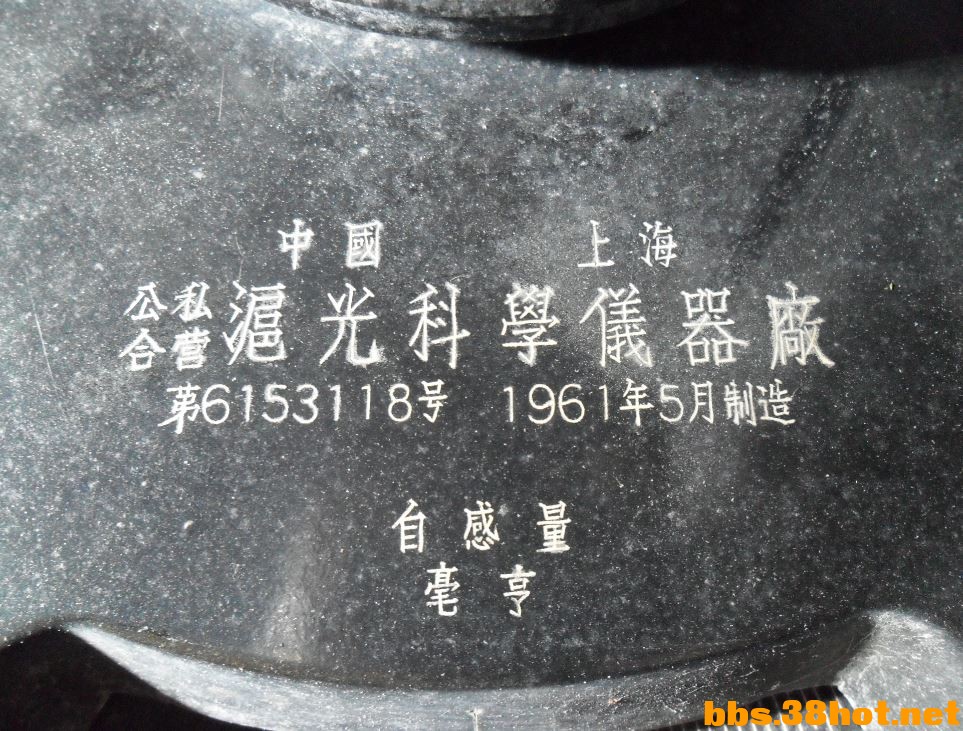 中國 上海
公私合营 滬光科學儀器廠
第6153118号 1961年5月制造
自感量
毫亨
bbs.38hot.net